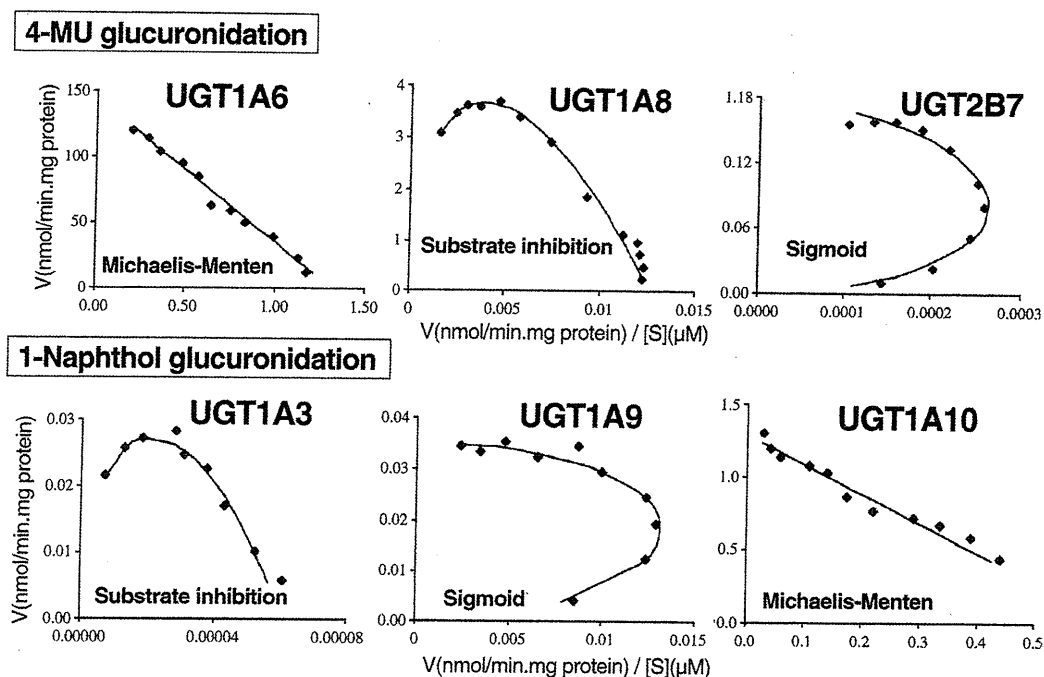 4-MU glucuronidation
UGT1A6
UGT1A8
UGT2B7
V(nmol/min.mg protein)
150
100
50
0
0.00
0.50
1.00
1.50
Michaelis-Menten
4
3
2
1
0
0.000
0.005
0.010
0.015
Substrate inhibition
1.18
0.12
0.06
0.00
0.0000
0.0001
0.0002
0.0003
Sigmoid
V(nmol/min.mg protein) / [S](μM)
1-Naphthol glucuronidation
UGT1A3
UGT1A9
UGT1A10
V(nmol/min.mg protein)
0.03
0.02
0.01
0.00
0.00000
0.00004
0.00008
Substrate inhibition
0.04
0.03
0.02
0.01
0.00
0.000
0.005
0.010
0.015
Sigmoid
1.5
1.0
0.5
0.0
0.0
0.1
0.2
0.3
0.4
0.5
Michaelis-Menten
V(nmol/min.mg protein) / [S](μM)